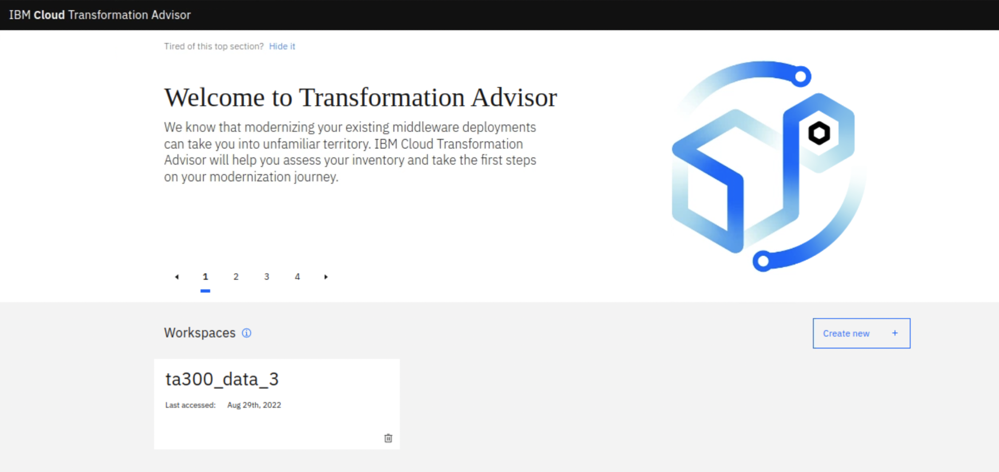 IBM Cloud Transformation Advisor
Tired of this top section? Hide it
Welcome to Transformation Advisor
We know that modernizing your existing middleware deployments
can take you into unfamiliar territory. IBM Cloud Transformation
Advisor will help you assess your inventory and take the first steps
on your modernization journey.
1 2 3 4
Workspaces
Create new +
ta300_data_3
Last accessed: Aug 29th, 2022